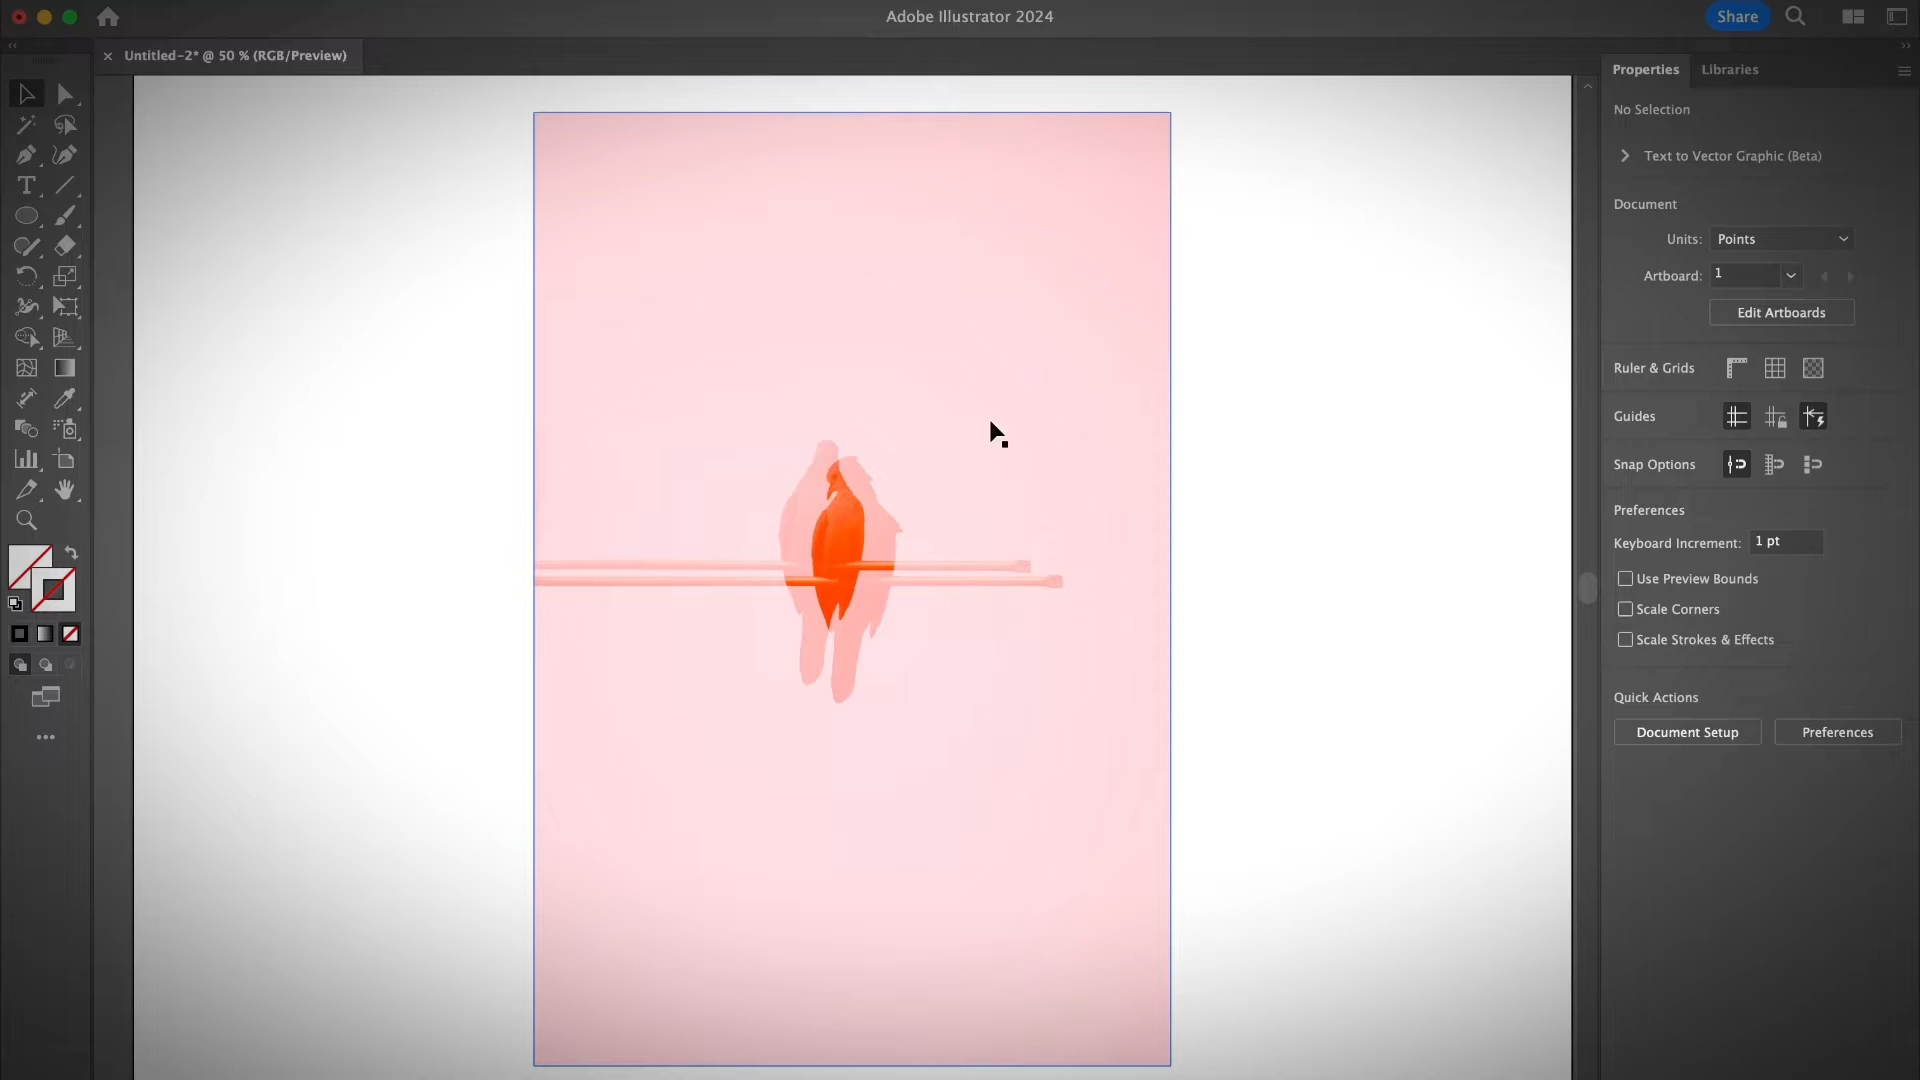 Adobe Illustrator 2024
Share
Untitled-2* @ 50 % (RGB/Preview)
Properties
Libraries
No Selection
Text to Vector Graphic (Beta)
Document
Units:
Points
Artboard:
1
Edit Artboards
Ruler & Grids
Guides
Snap Options
Preferences
Keyboard Increment:
1 pt
Use Preview Bounds
Scale Corners
Scale Strokes & Effects
Quick Actions
Document Setup
Preferences